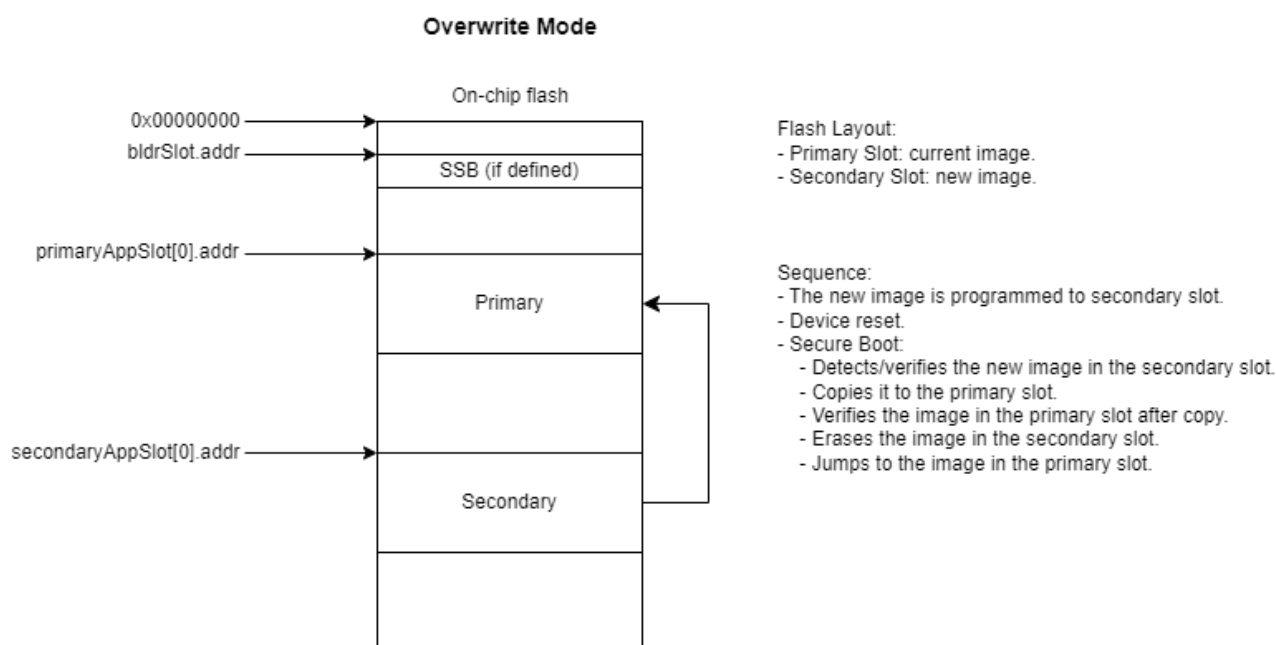 Overwrite Mode
On-chip flash
0x00000000
bldrSlot.addr
SSB (if defined)
primaryAppSlot[0].addr
Primary
secondaryAppSlot[0].addr
Secondary
Flash Layout:
- Primary Slot: current image.
- Secondary Slot: new image.
Sequence:
- The new image is programmed to secondary slot.
- Device reset.
- Secure Boot:
- Detects/verifies the new image in the secondary slot.
- Copies it to the primary slot.
- Verifies the image in the primary slot after copy.
- Erases the image in the secondary slot.
- Jumps to the image in the primary slot.